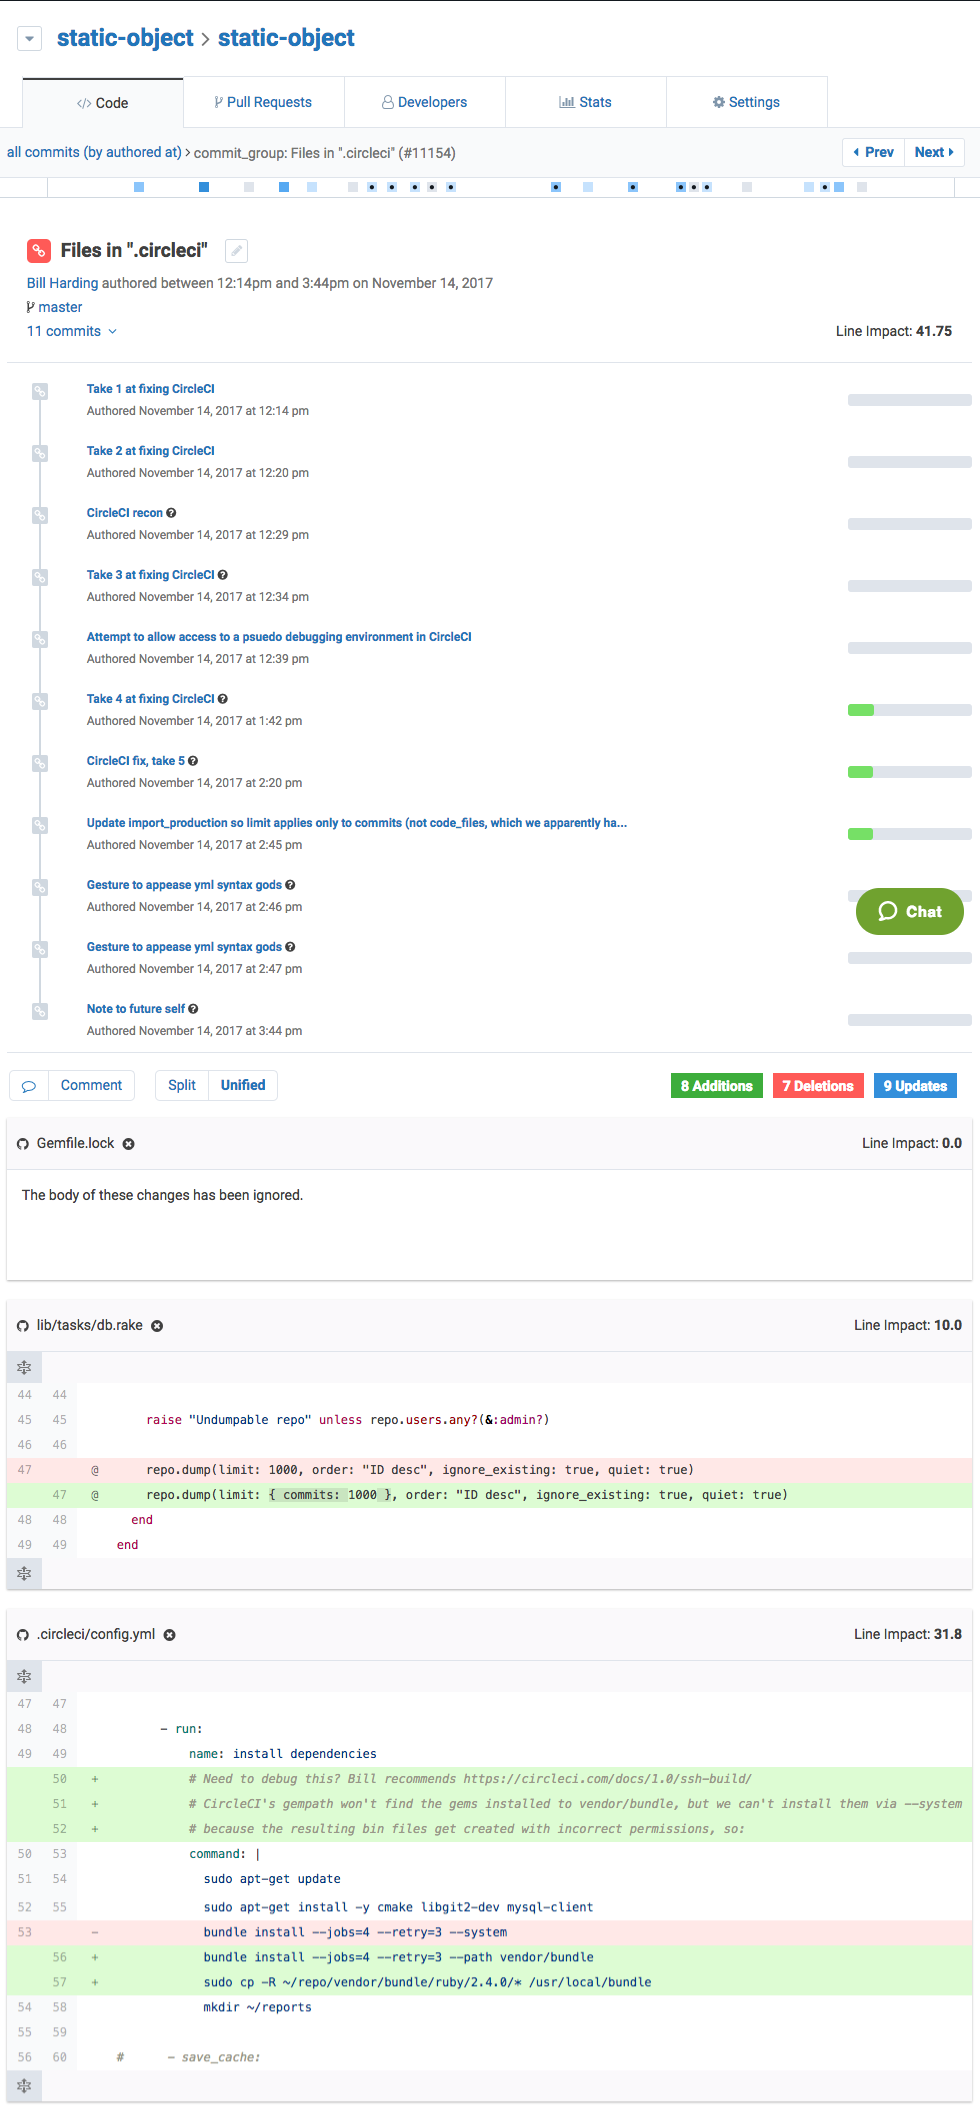 static-object > static-object
</> Code Pull Requests Developers Stats Settings
all commits (by authored at) > commit_group: Files in ".circleci" (#11154) Prev Next
Files in ".circleci"
Bill Harding authored between 12:14pm and 3:44pm on November 14, 2017
master
11 commits Line Impact: 41.75
Take 1 at fixing CircleCI
Authored November 14, 2017 at 12:14 pm
Take 2 at fixing CircleCI
Authored November 14, 2017 at 12:20 pm
CircleCI recon ?
Authored November 14, 2017 at 12:29 pm
Take 3 at fixing CircleCI ?
Authored November 14, 2017 at 12:34 pm
Attempt to allow access to a psuedo debugging environment in CircleCI
Authored November 14, 2017 at 12:39 pm
Take 4 at fixing CircleCI ?
Authored November 14, 2017 at 1:42 pm
CircleCI fix, take 5 ?
Authored November 14, 2017 at 2:20 pm
Update import_production so limit applies only to commits (not code_files, which we apparently ha...
Authored November 14, 2017 at 2:45 pm
Gesture to appease yml syntax gods ?
Authored November 14, 2017 at 2:46 pm
Chat
Gesture to appease yml syntax gods ?
Authored November 14, 2017 at 2:47 pm
Note to future self ?
Authored November 14, 2017 at 3:44 pm
Comment Split Unified 8 Additions 7 Deletions 9 Updates
Gemfile.lock Line Impact: 0.0
The body of these changes has been ignored.
lib/tasks/db.rake Line Impact: 10.0
44 44
45 45 raise "Undumpable repo" unless repo.users.any?(&:admin?)
46 46
47 @ repo.dump(limit: 1000, order: "ID desc", ignore_existing: true, quiet: true)
47 @ repo.dump(limit: { commits: 1000 }, order: "ID desc", ignore_existing: true, quiet: true)
48 48 end
49 49 end
.circleci/config.yml Line Impact: 31.8
47 47
48 48 - run:
49 49 name: install dependencies
50 + # Need to debug this? Bill recommends https://circleci.com/docs/1.0/ssh-build/
51 + # CircleCI's gempath won't find the gems installed to vendor/bundle, but we can't install them via --system
52 + # because the resulting bin files get created with incorrect permissions, so:
50 53 command: |
51 54 sudo apt-get update
52 55 sudo apt-get install -y cmake libgit2-dev mysql-client
53 - bundle install --jobs=4 --retry=3 --system
56 + bundle install --jobs=4 --retry=3 --path vendor/bundle
57 + sudo cp -R ~/repo/vendor/bundle/ruby/2.4.0/* /usr/local/bundle
54 58 mkdir ~/reports
55 59
56 60 # - save_cache: